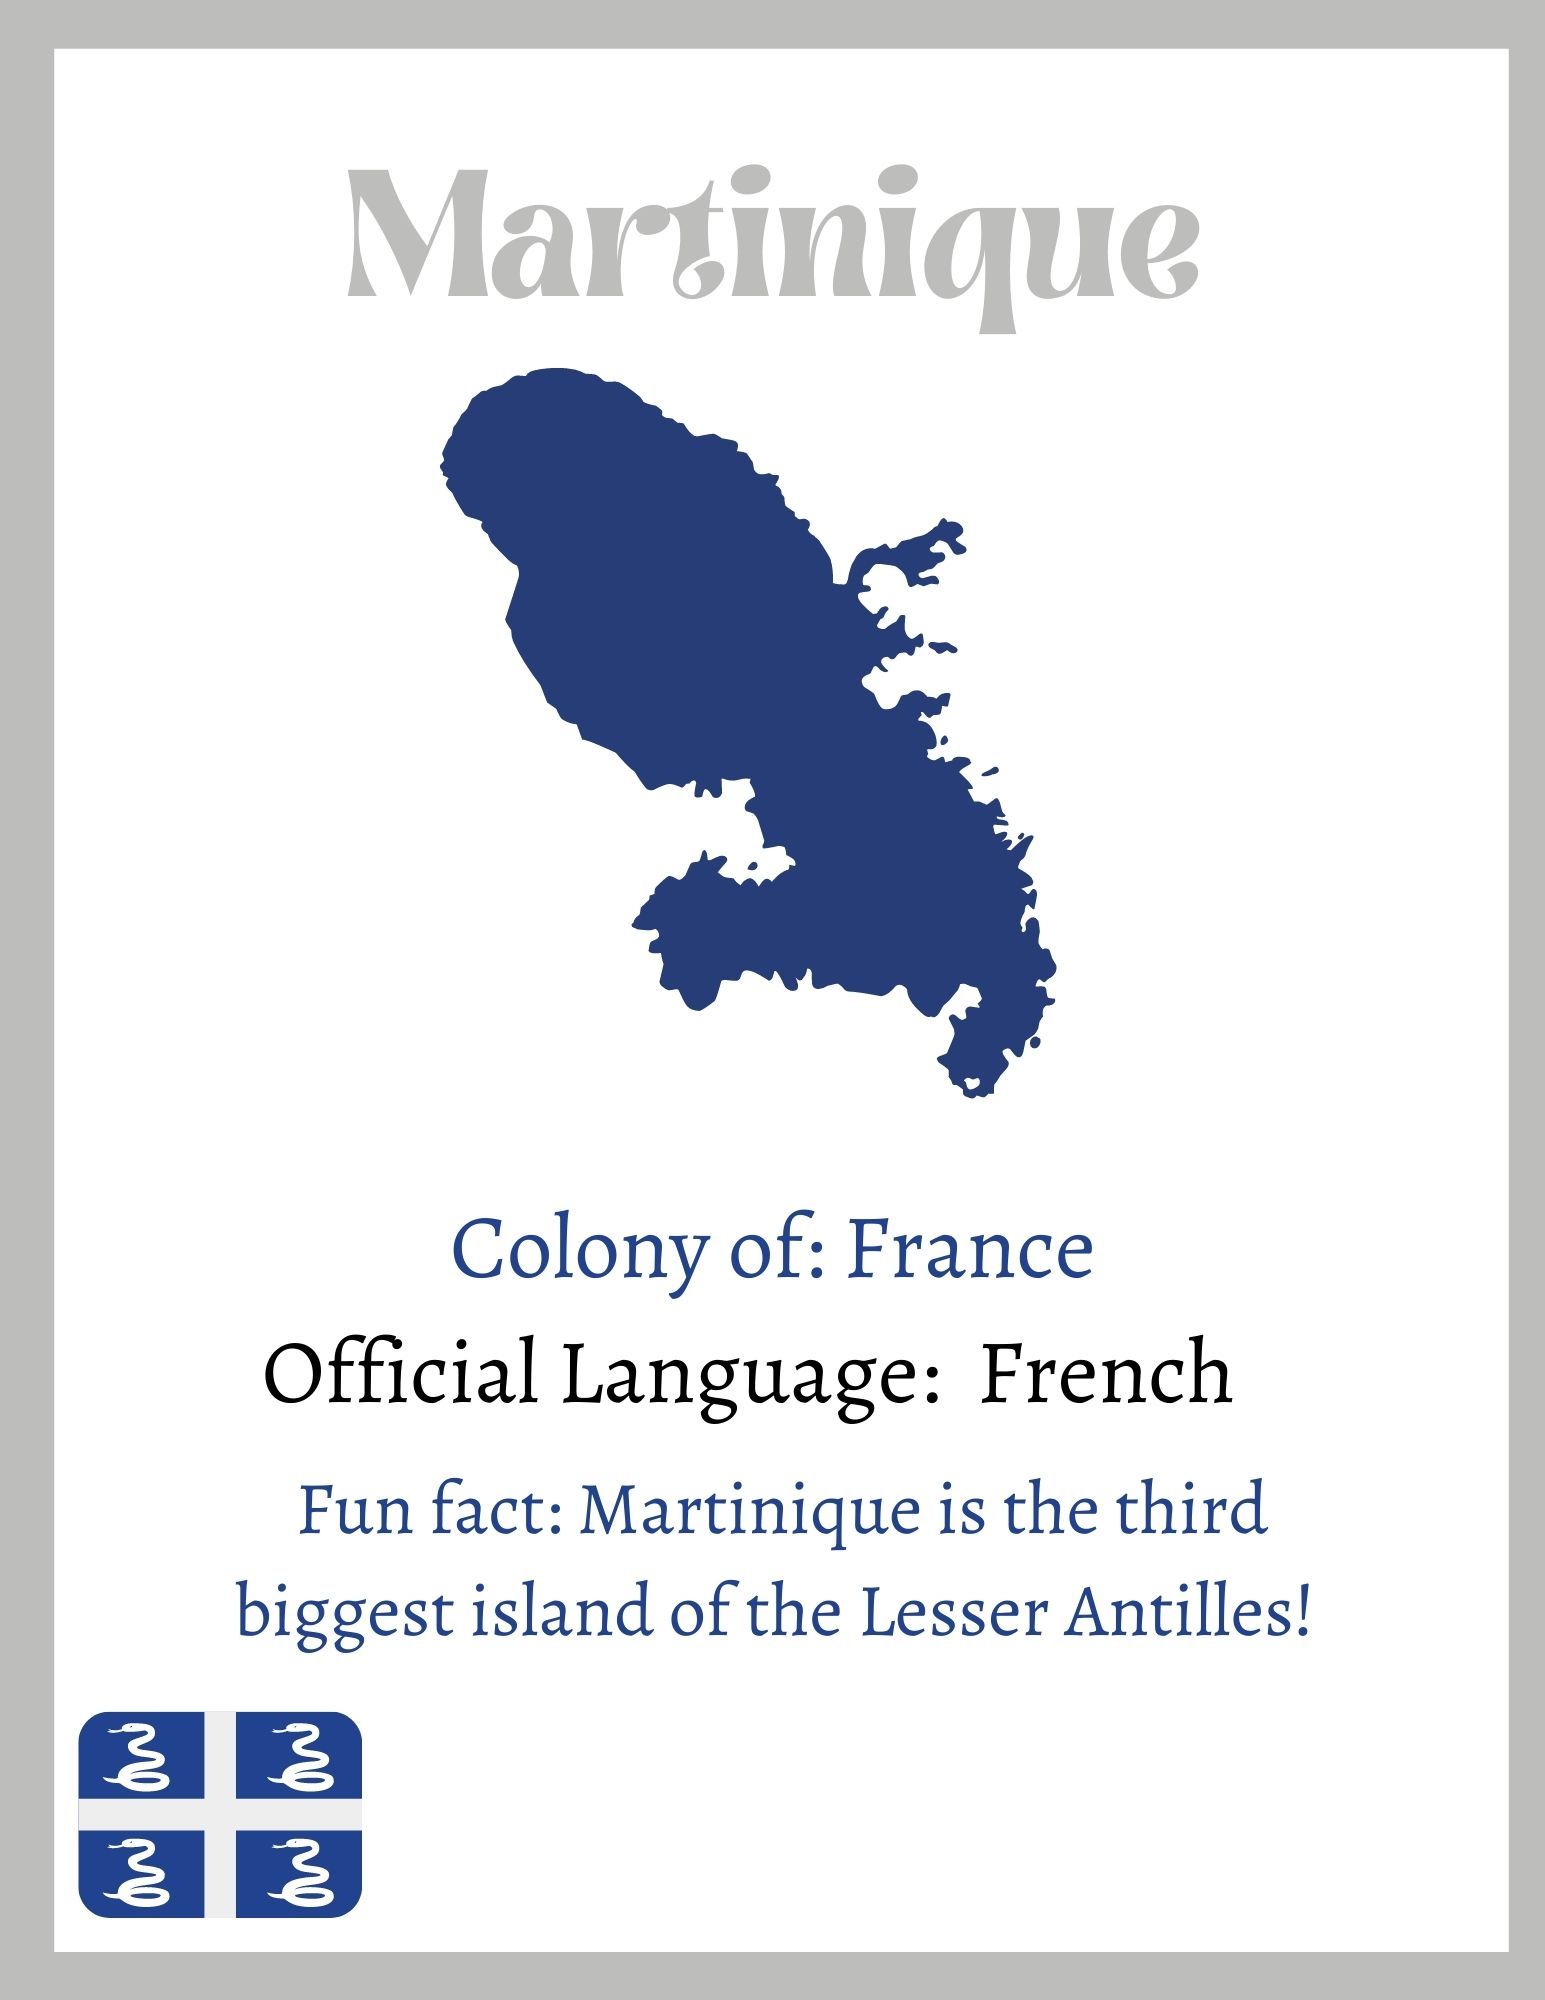 Martinique
Colony of: France
Official Language:  French
Fun fact: Martinique is the third
biggest island of the Lesser Antilles!